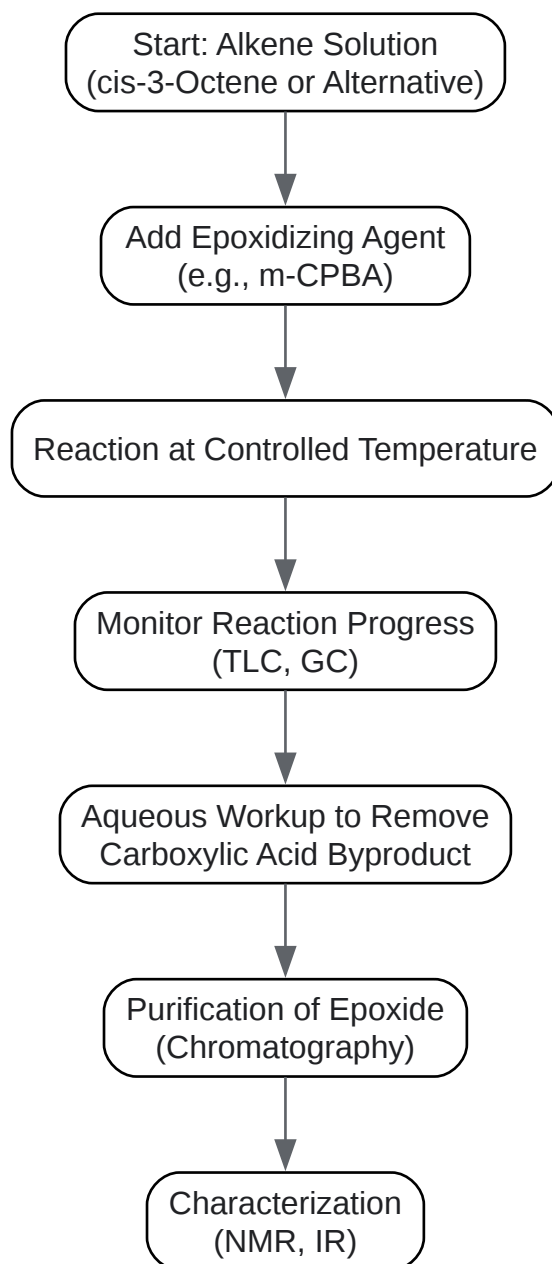 Start: Alkene Solution
(cis-3-Octene or Alternative)
Add Epoxidizing Agent
(e.g., m-CPBA)
Reaction at Controlled Temperature
Monitor Reaction Progress
(TLC, GC)
Aqueous Workup to Remove
Carboxylic Acid Byproduct
Purification of Epoxide
(Chromatography)
Characterization
(NMR, IR)